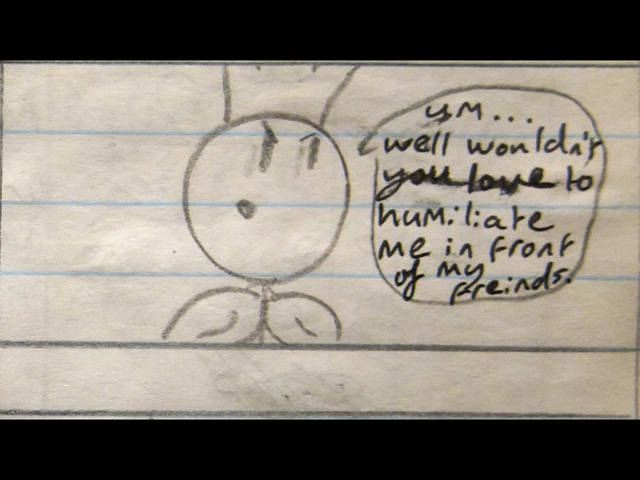 um...
well wouldn't
you love to
humiliate
me in front
of my
freinds.